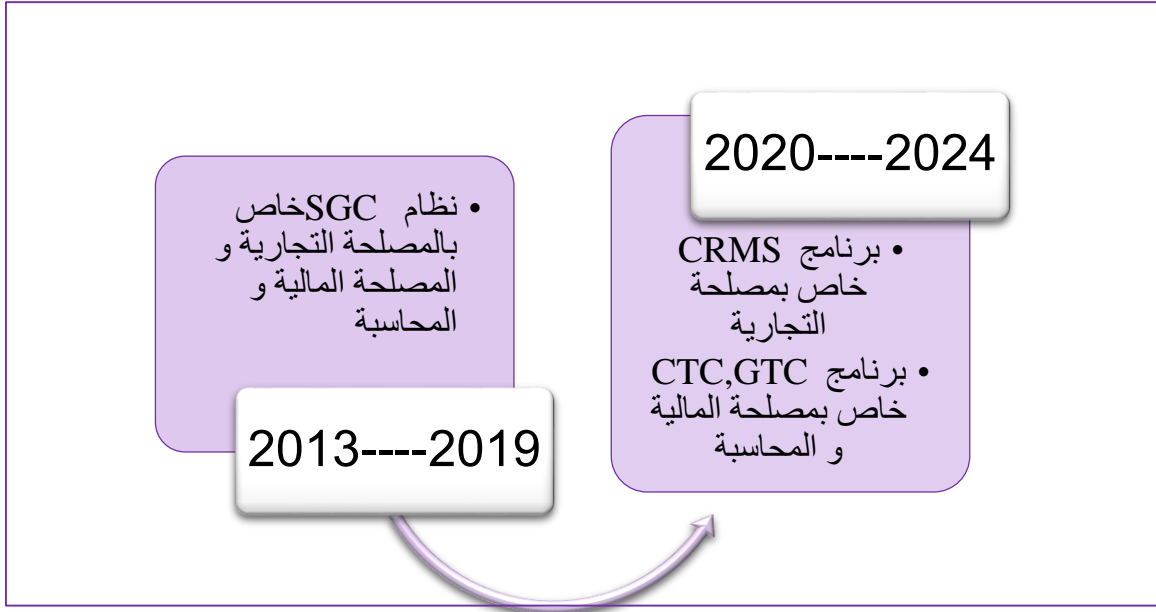 • نظام SGCخاص
بالمصلحة التجارية و
المصلحة المالية و
المحاسبة
2013----2019
2020----2024
• برنامج CRMS
خاص بمصلحة
التجارية
• برنامج CTC,GTC
خاص بمصلحة المالية
و المحاسبة